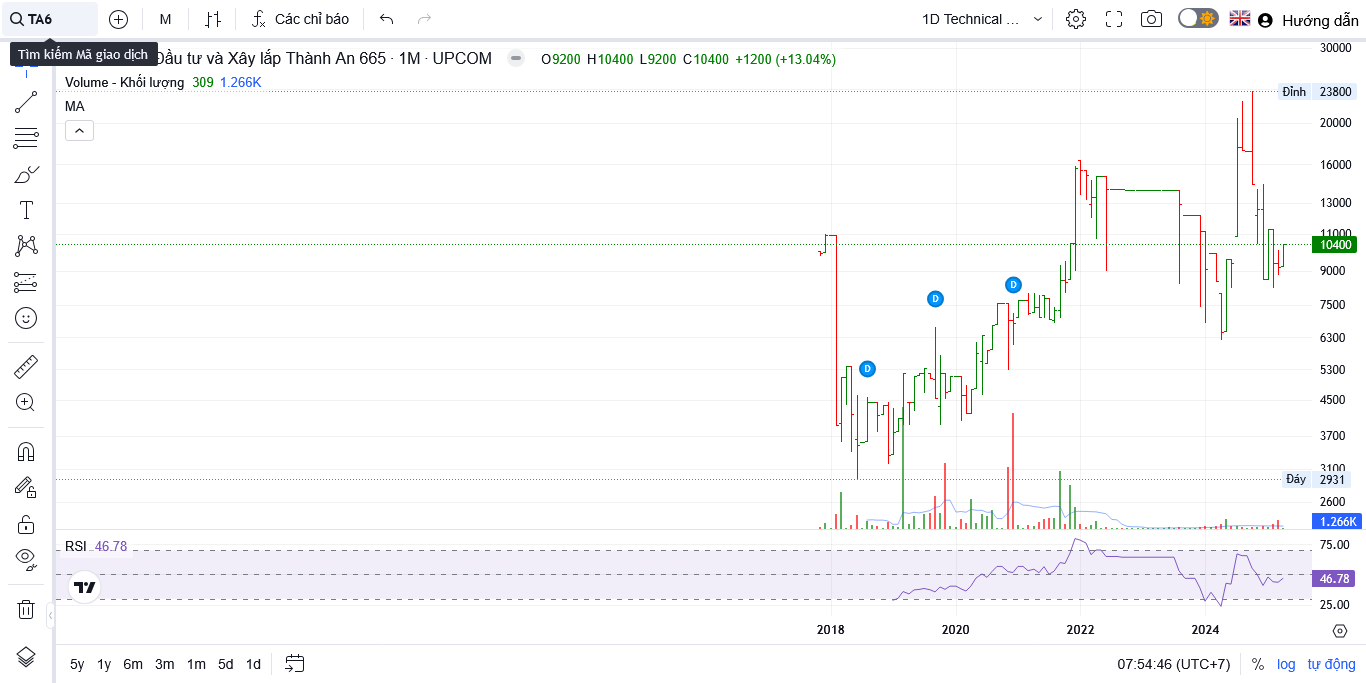 TA6
M
Các chỉ báo
1D Technical ...
Hướng dẫn
Tìm kiếm Mã giao dịch
Đầu tư và Xây lắp Thành An 665 · 1M · UPCOM
O9200 H10400 L9200 C10400 +1200 (+13.04%)
Volume - Khối lượng 309 1.266K
MA
30000
Đỉnh 23800
20000
16000
13000
11000
10400
9000
7500
6300
5300
4500
3700
3100
Đáy 2931
2600
1.266K
D
D
D
RSI 46.78
75.00
46.78
25.00
2018 2020 2022 2024
5y 1y 6m 3m 1m 5d 1d
07:54:46 (UTC+7) % log tự động